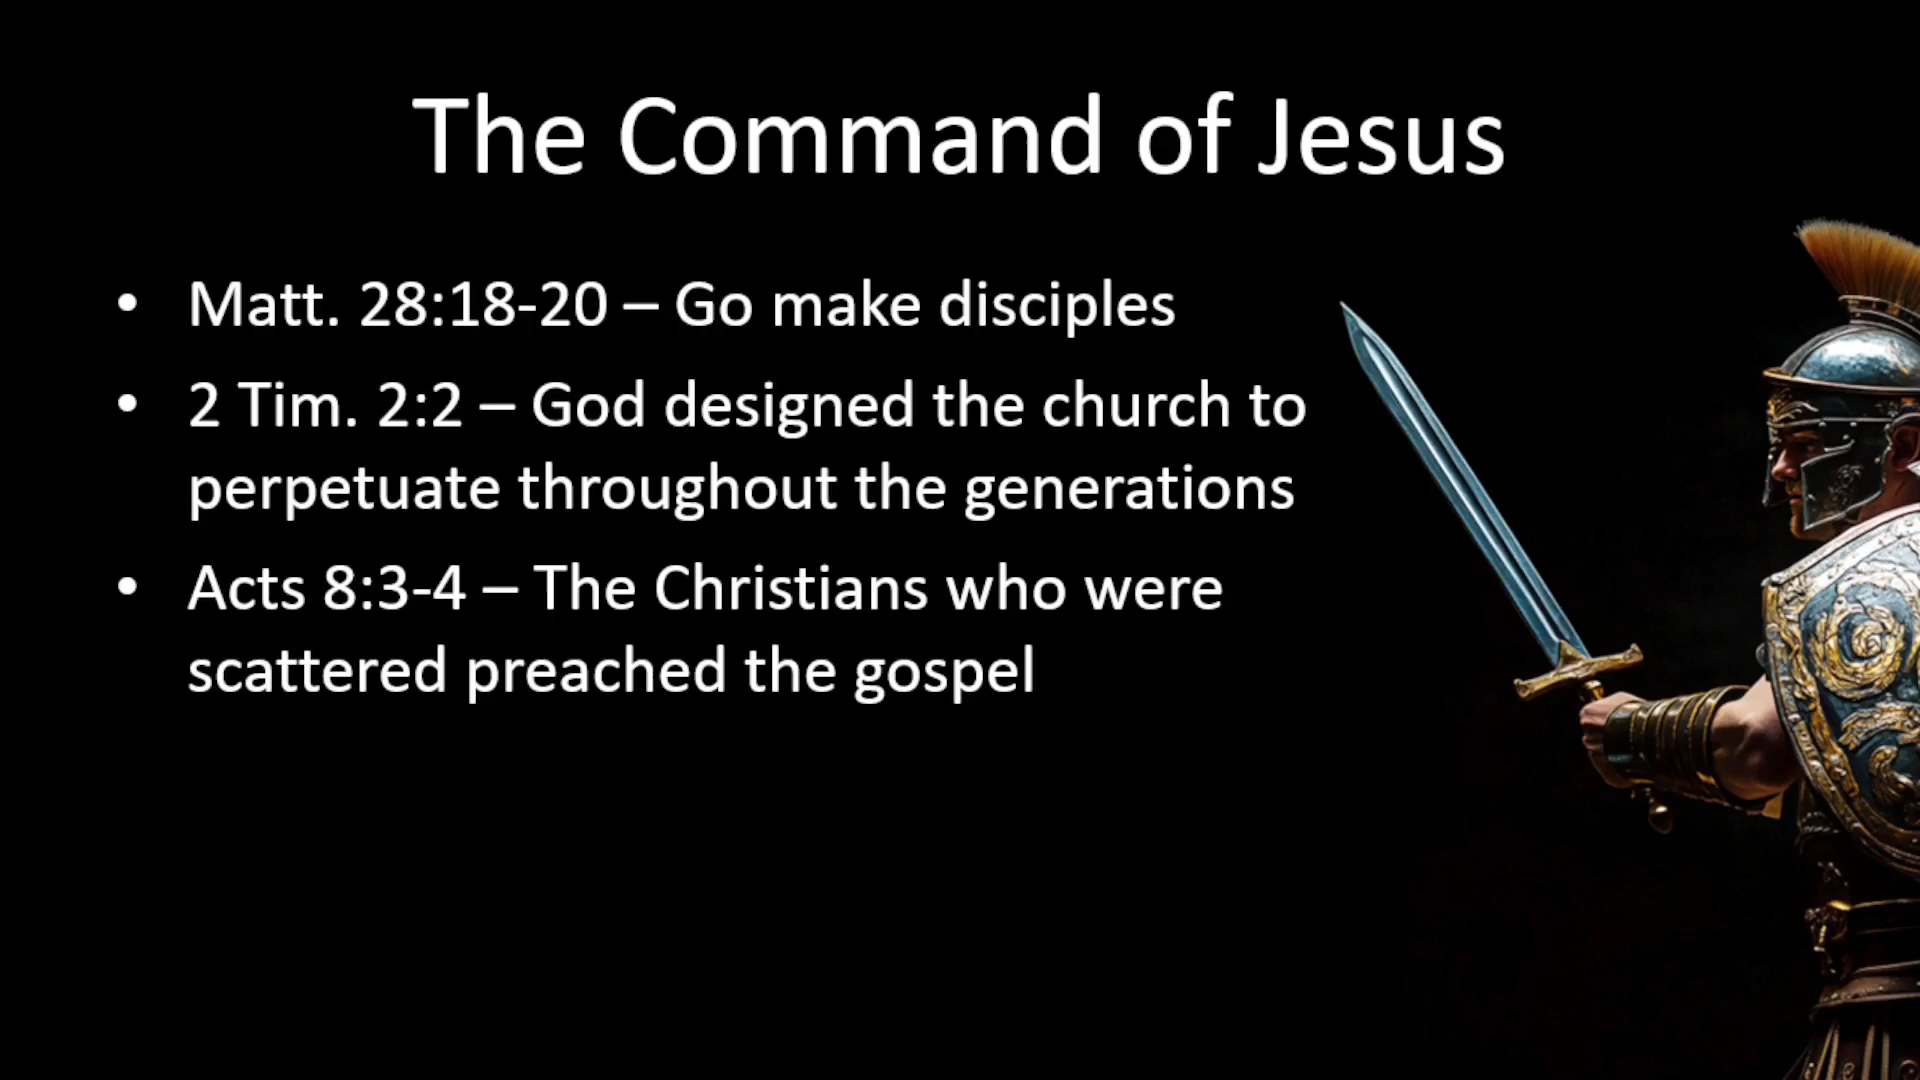 The Command of Jesus
• Matt. 28:18-20 – Go make disciples
• 2 Tim. 2:2 – God designed the church to
perpetuate throughout the generations
• Acts 8:3-4 – The Christians who were
scattered preached the gospel